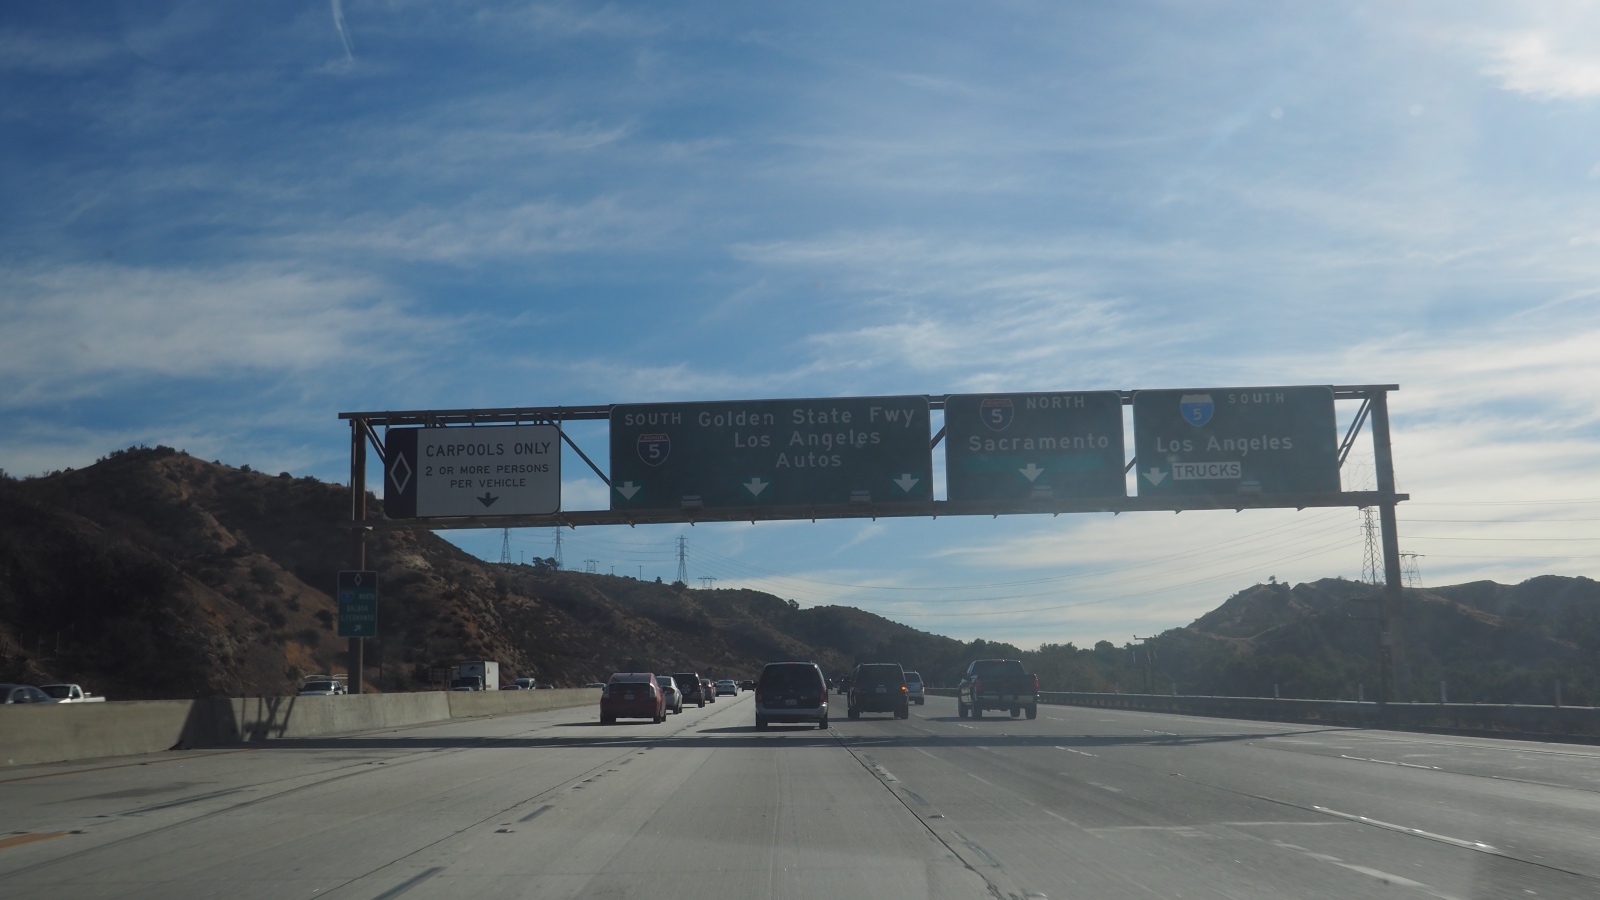 CARPOOLS ONLY
2 OR MORE PERSONS
PER VEHICLE
SOUTH Golden State Fwy
5
Los Angeles
Autos
5 NORTH
Sacramento
5 SOUTH
Los Angeles
TRUCKS
NORTH